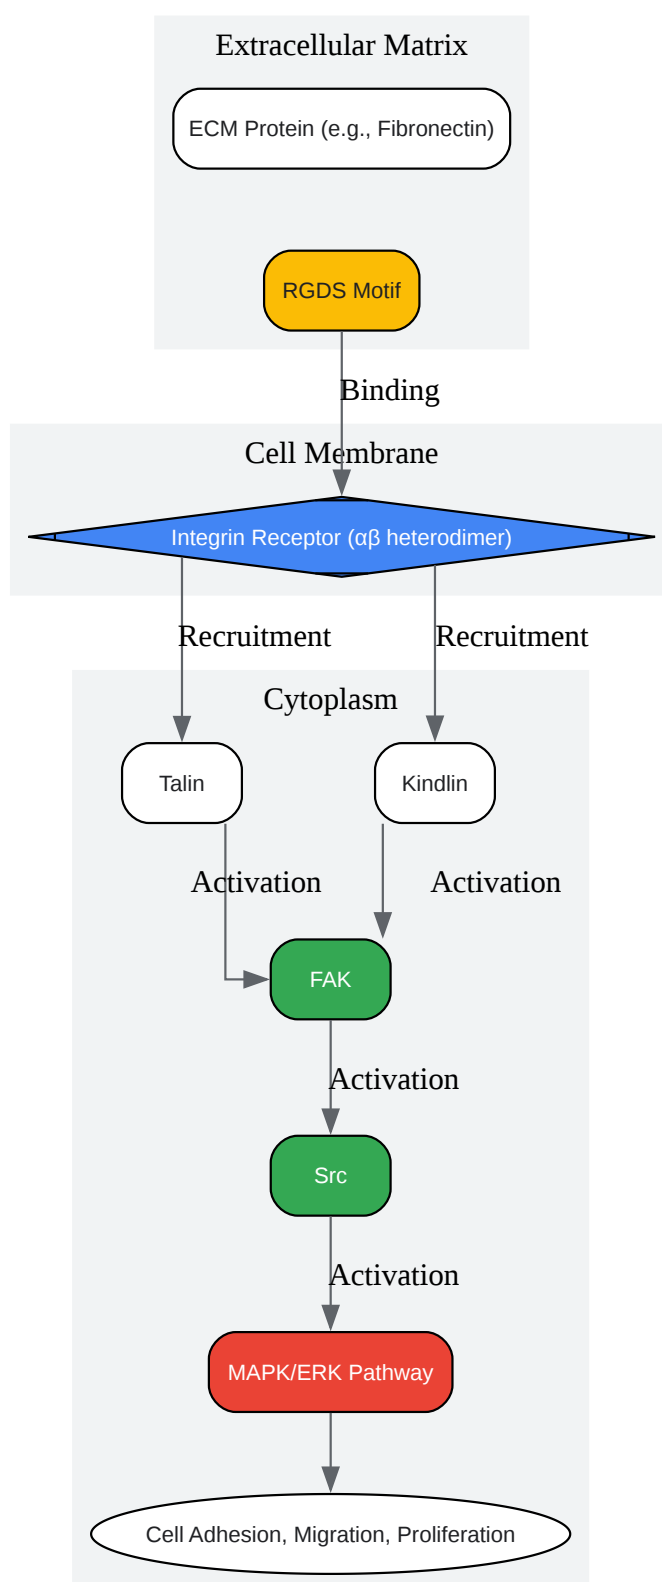 Extracellular Matrix
ECM Protein (e.g., Fibronectin)
RGDS Motif
Binding
Cell Membrane
Integrin Receptor (αβ heterodimer)
Recruitment
Recruitment
Cytoplasm
Talin
Kindlin
Activation
Activation
FAK
Activation
Src
Activation
MAPK/ERK Pathway
Cell Adhesion, Migration, Proliferation